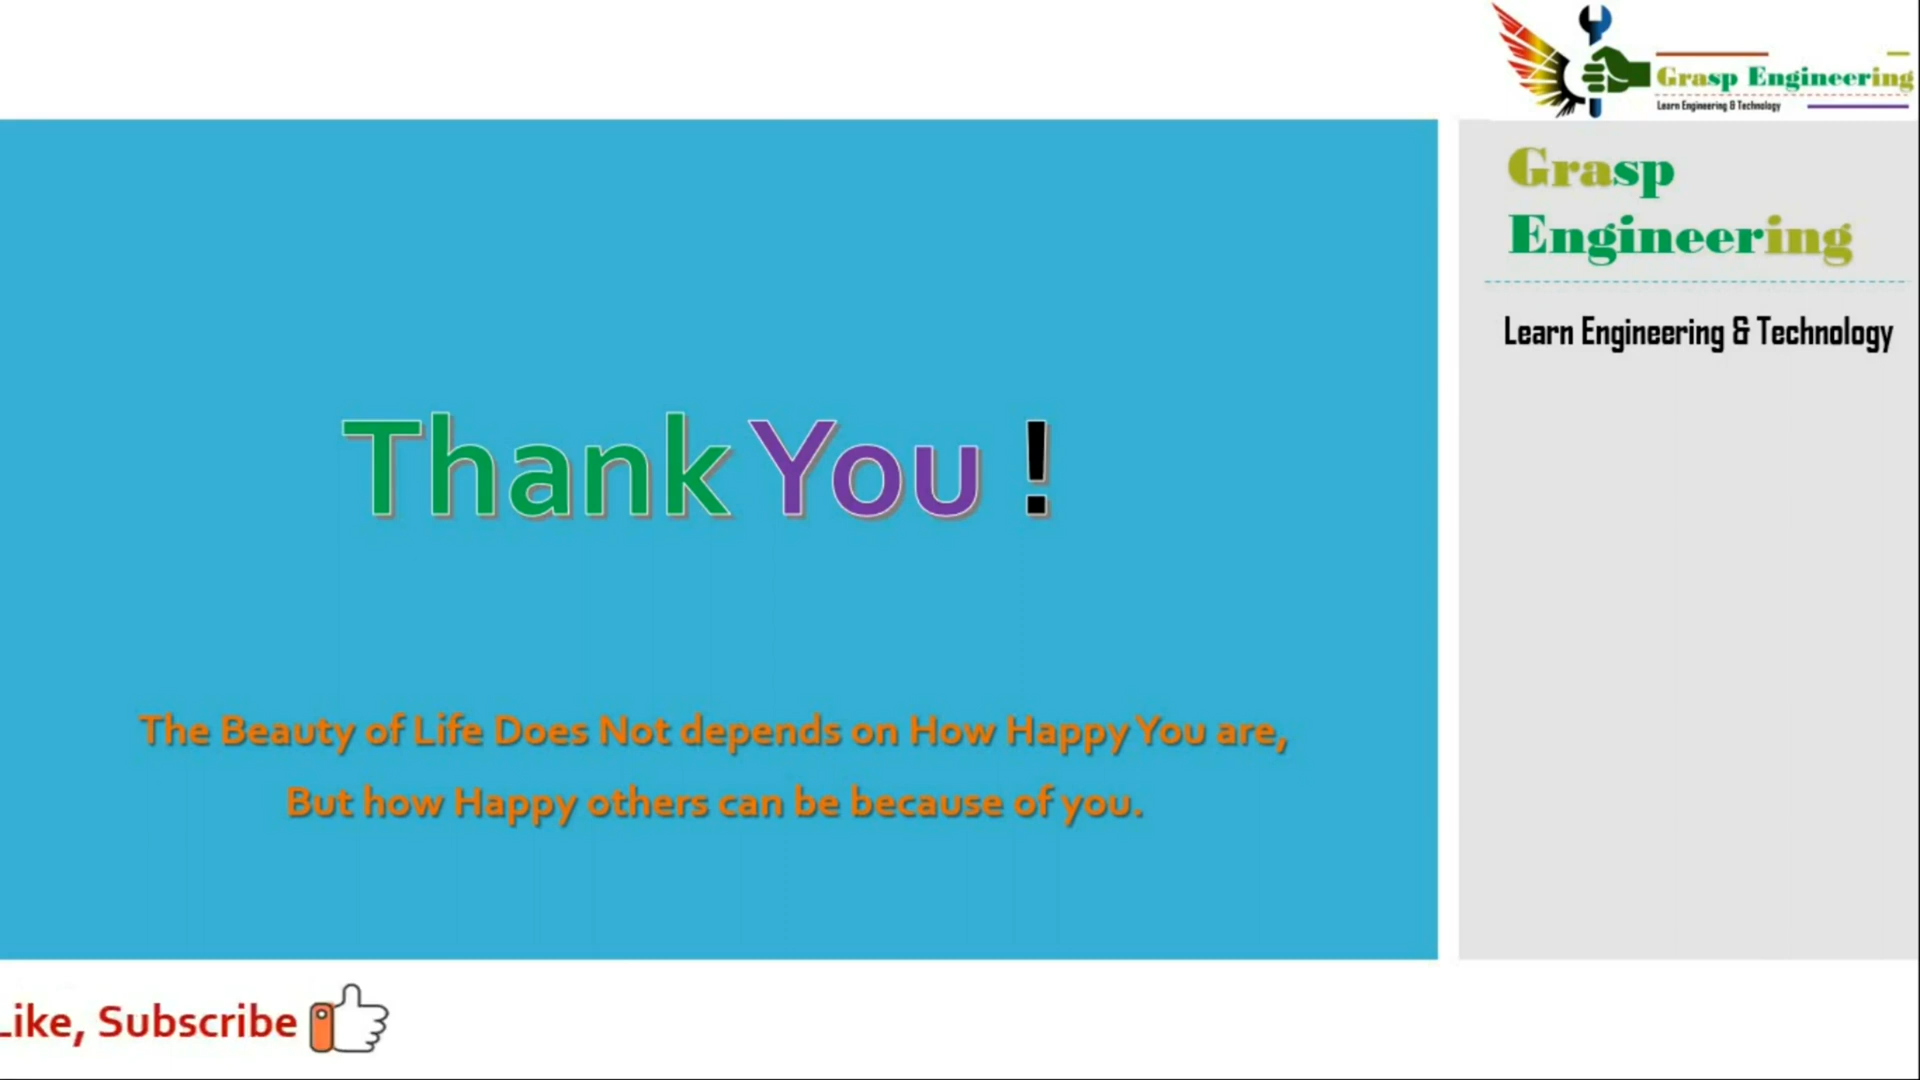 Grasp Engineering
Learn Engineering & Technology
Grasp
Engineering
Learn Engineering & Technology
Thank You !
The Beauty of Life Does Not depends on How Happy You are,
But how Happy others can be because of you.
Like, Subscribe